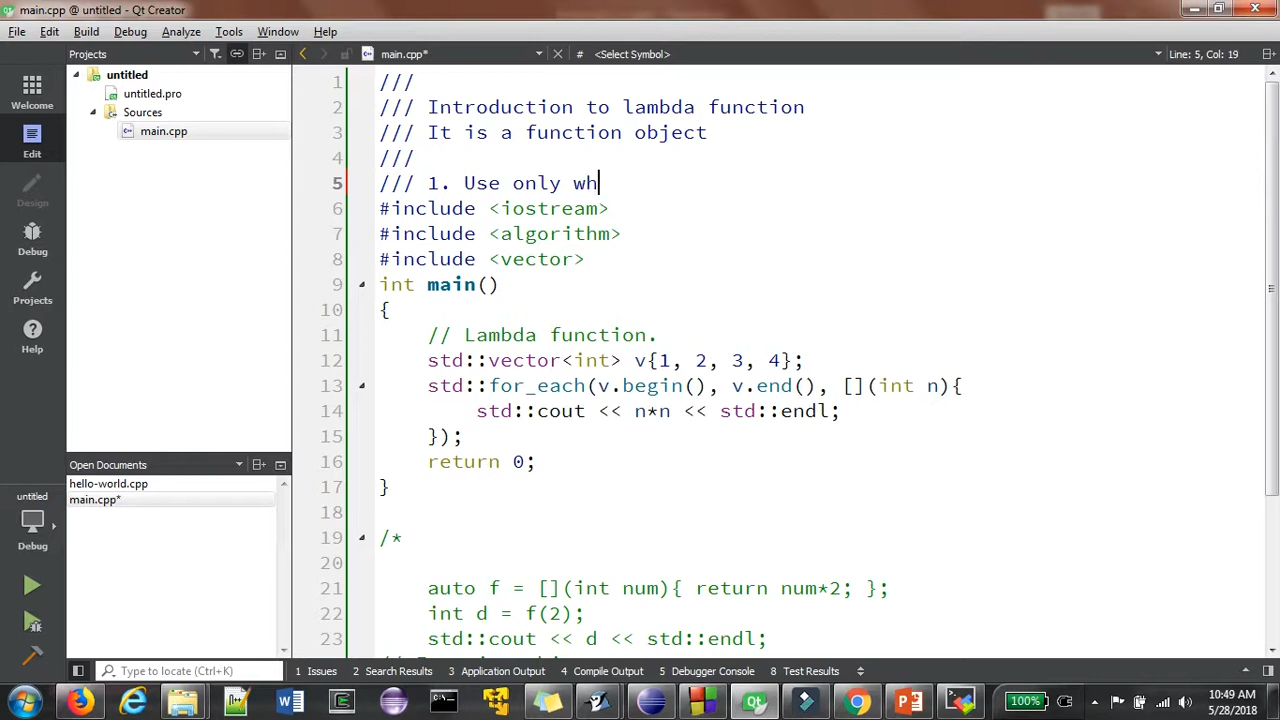 main.cpp @ untitled - Qt Creator
File Edit Build Debug Analyze Tools Window Help
Projects
main.cpp*
# <Select Symbol>
Line: 5, Col: 19
Welcome
Edit
Design
Debug
Projects
Help
untitled
untitled.pro
Sources
main.cpp
1 ///
2 /// Introduction to lambda function
3 /// It is a function object
4 ///
5 /// 1. Use only wh
6 #include <iostream>
7 #include <algorithm>
8 #include <vector>
9 int main()
10 {
11 // Lambda function.
12 std::vector<int> v{1, 2, 3, 4};
13 std::for_each(v.begin(), v.end(), [](int n){
14 std::cout << n*n << std::endl;
15 });
16 return 0;
17 }
18
19 /*
20
21 auto f = [](int num){ return num*2; };
22 int d = f(2);
23 std::cout << d << std::endl;
Open Documents
hello-world.cpp
main.cpp*
untitled
Debug
Type to locate (Ctrl+K)
1 Issues 2 Search Results 3 Application Output 4 Compile Output 5 Debugger Console 8 Test Results
100%
10:49 AM
5/28/2018